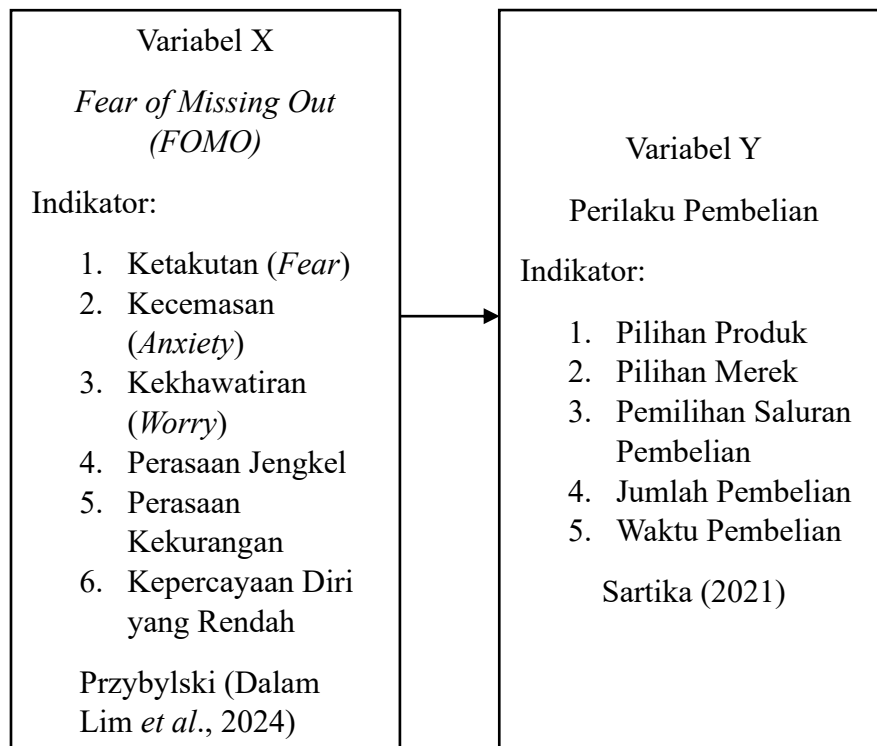 Variabel X
Fear of Missing Out
(FOMO)
Indikator:
1. Ketakutan (Fear)
2. Kecemasan
(Anxiety)
3. Kekhawatiran
(Worry)
4. Perasaan Jengkel
5. Perasaan
Kekurangan
6. Kepercayaan Diri
yang Rendah
Przybylski (Dalam
Lim et al., 2024)
Variabel Y
Perilaku Pembelian
Indikator:
1. Pilihan Produk
2. Pilihan Merek
3. Pemilihan Saluran
Pembelian
4. Jumlah Pembelian
5. Waktu Pembelian
Sartika (2021)